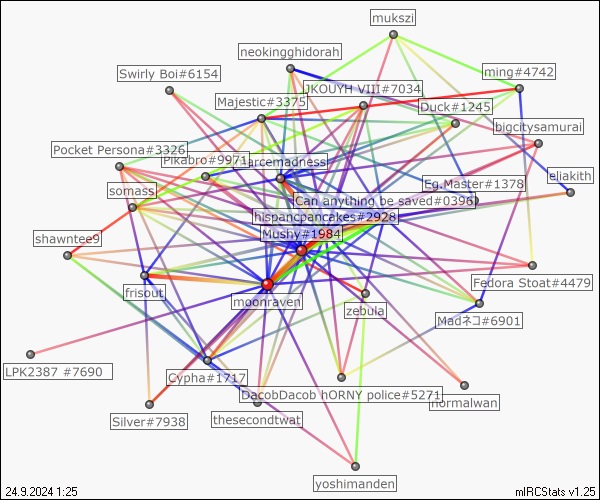 mukszi
neokingghidorah
Swirly Boi#6154
ming#4742
JKOUYH VIII#7034
Majestic#3375
Duck#1245
bigcitysamurai
Pocket Persona#3326
Pikabro#9971
arcemadness
Eg.Master#1378
eliakith
somass
Can anything be saved#0396
hispancpancakes#2928
Mushy#1984
shawntee9
Fedora Stoat#4479
frisout
moonraven
zebula
Madネコ#6901
LPK2387 #7690
Cypha#1717
DacobDacob hORNY police#5271
normalwan
Silver#7938
thesecondtwat
yoshimanden
24.9.2024 1:25
mIRCStats v1.25